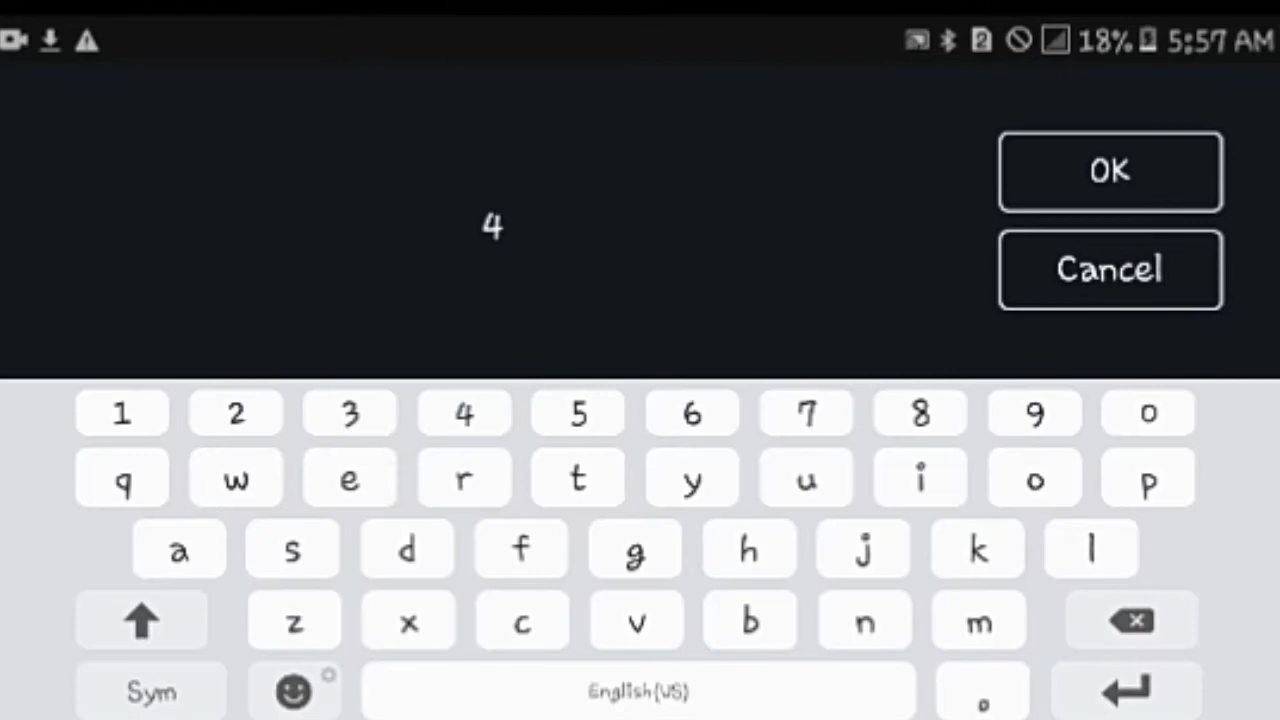 2 18% 5:57 AM
OK
4
Cancel
1 2 3 4 5 6 7 8 9 0
q w e r t y u i o p
a s d f g h j k l
z x c v b n m
Sym English(US) .